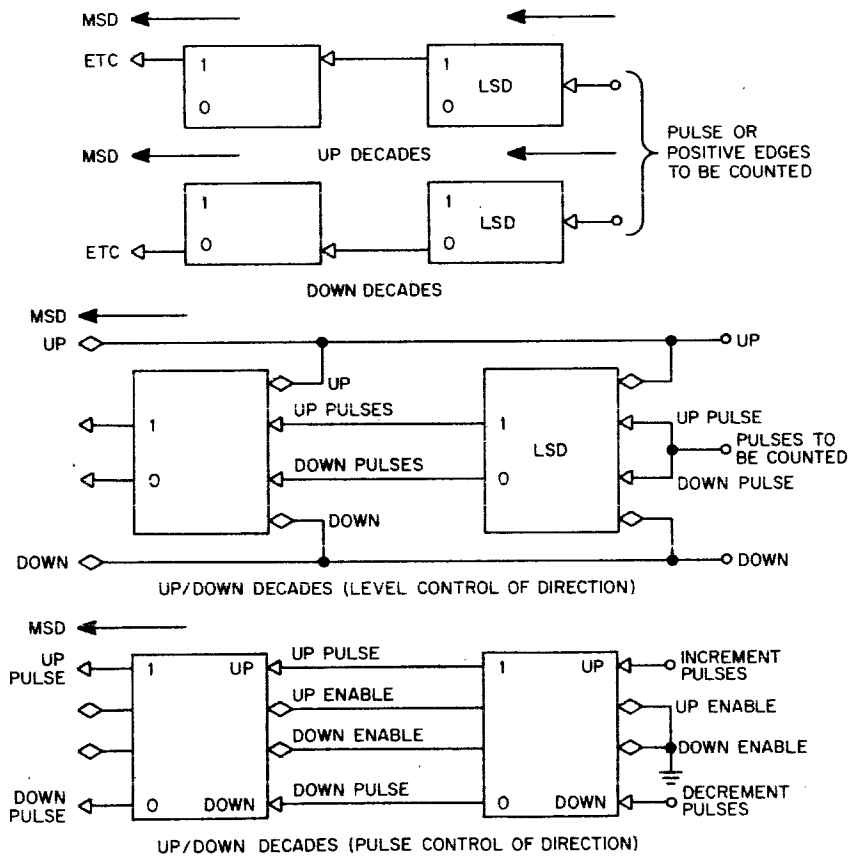 MSD
ETC
1
0
1
0
LSD
PULSE OR
POSITIVE EDGES
TO BE COUNTED
UP DECADES
MSD
ETC
1
0
1
0
LSD
DOWN DECADES
MSD
UP
UP
UP
UP PULSES
UP PULSE
1
1
LSD
PULSES TO
BE COUNTED
DOWN PULSES
DOWN PULSE
0
0
DOWN
DOWN
DOWN
UP/DOWN DECADES (LEVEL CONTROL OF DIRECTION)
MSD
UP
PULSE
1
UP
UP PULSE
1
UP
INCREMENT
PULSES
UP ENABLE
UP ENABLE
DOWN ENABLE
DOWN ENABLE
DOWN
PULSE
0
DOWN
DOWN PULSE
0
DOWN
DECREMENT
PULSES
UP/DOWN DECADES (PULSE CONTROL OF DIRECTION)